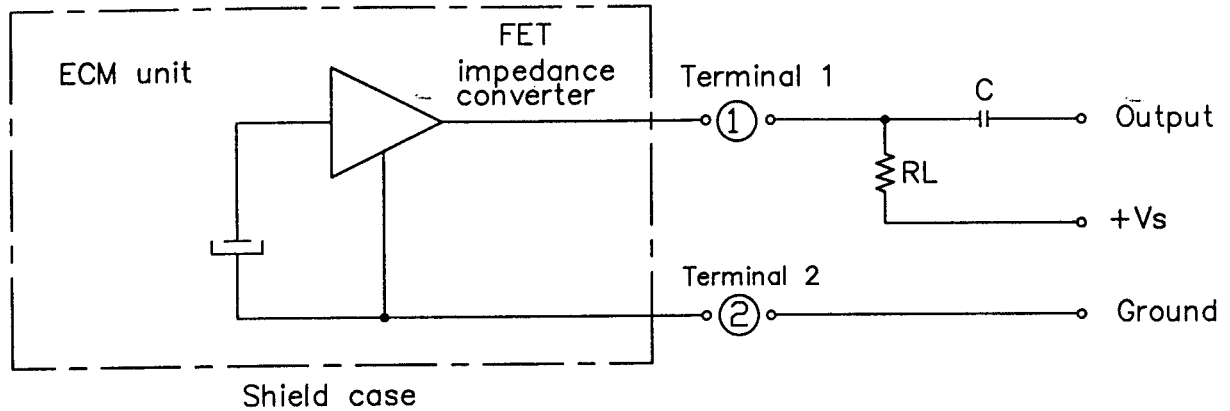 FET
ECM unit
impedance
converter
Terminal 1
1
C
Output
RL
+Vs
Terminal 2
2
Ground
Shield case